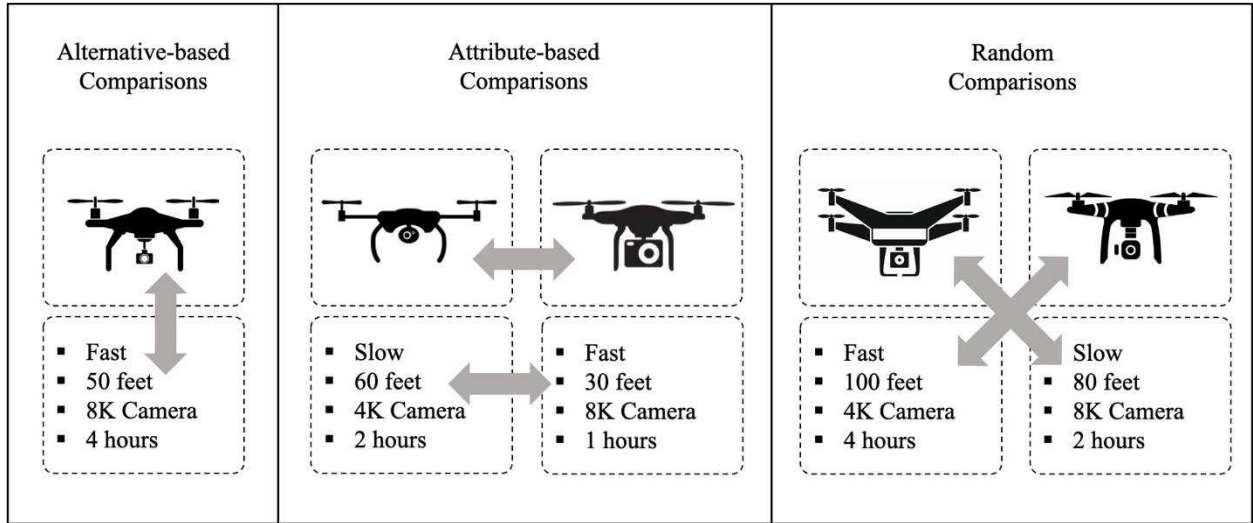 Alternative-based
Comparisons
Attribute-based
Comparisons
Random
Comparisons
▪ Fast
▪ 50 feet
▪ 8K Camera
▪ 4 hours
▪ Slow
▪ 60 feet
▪ 4K Camera
▪ 2 hours
▪ Fast
▪ 30 feet
▪ 8K Camera
▪ 1 hours
▪ Fast
▪ 100 feet
▪ 4K Camera
▪ 4 hours
▪ Slow
▪ 80 feet
▪ 8K Camera
▪ 2 hours